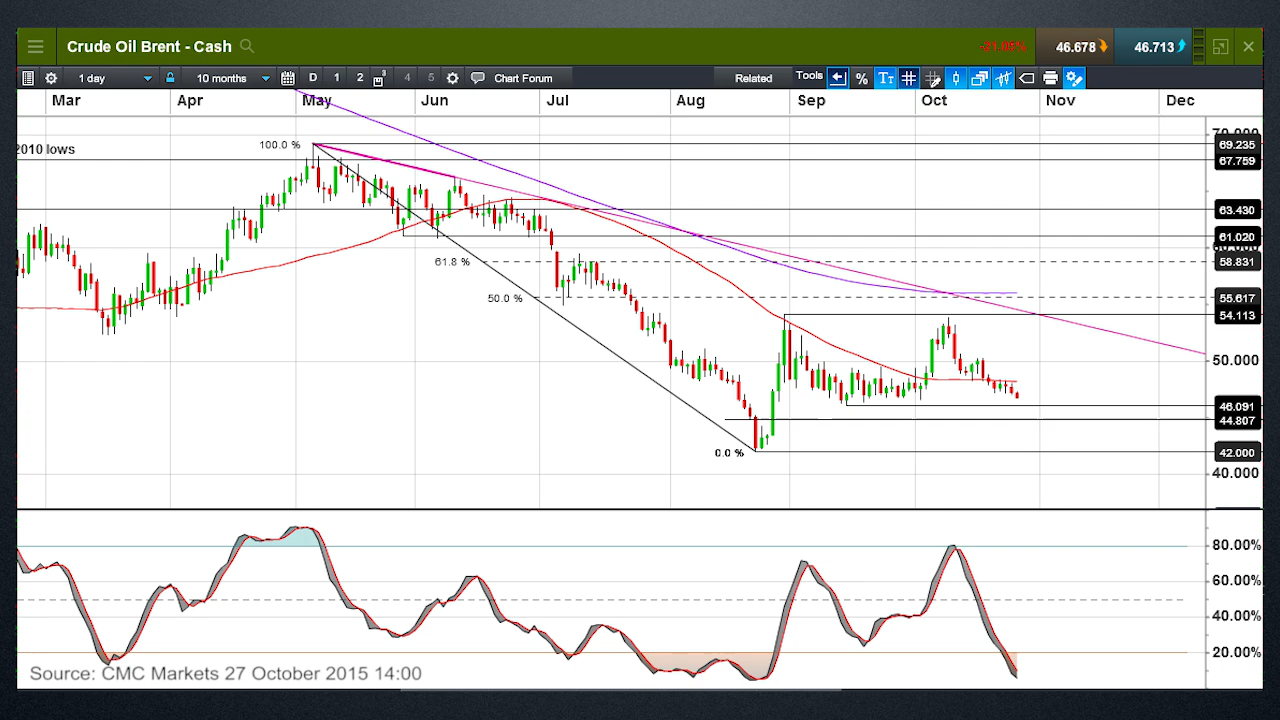 Crude Oil Brent - Cash
46.678
46.713
1 day
10 months
D
1
2
3
4
5
Chart Forum
Related
Tools
Mar
Apr
May
Jun
Jul
Aug
Sep
Oct
Nov
Dec
2010 lows
100.0 %
61.8 %
50.0 %
0.0 %
70.000
69.235
67.759
63.430
61.020
58.831
55.617
54.113
50.000
46.091
44.807
42.000
40.000
80.00%
60.00%
40.00%
20.00%
Source: CMC Markets 27 October 2015 14:00